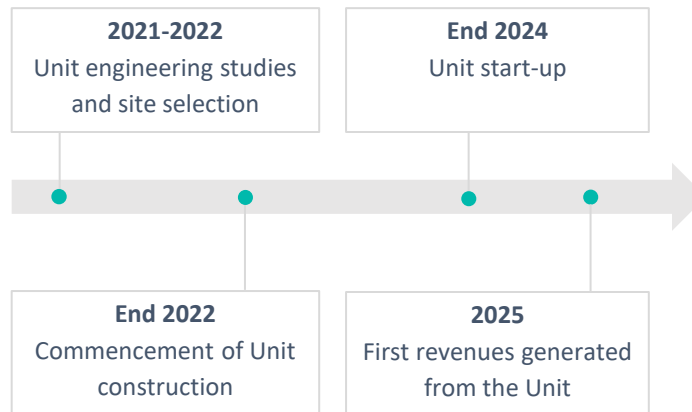 2021-2022
Unit engineering studies
and site selection
End 2024
Unit start-up
End 2022
Commencement of Unit
construction
2025
First revenues generated
from the Unit